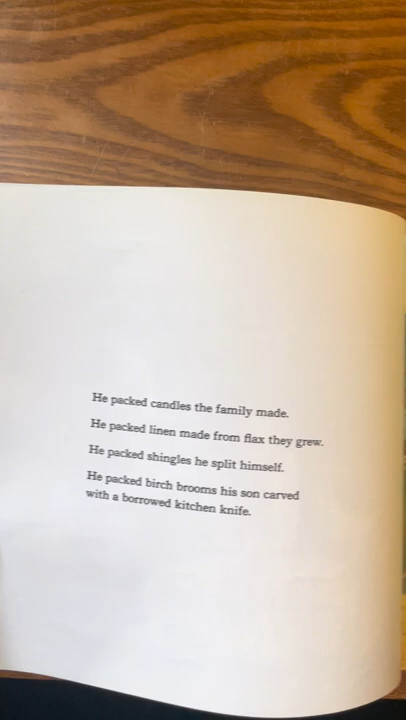 He packed candles the family made.
He packed linen made from flax they grew.
He packed shingles he split himself.
He packed birch brooms his son carved
with a borrowed kitchen knife.